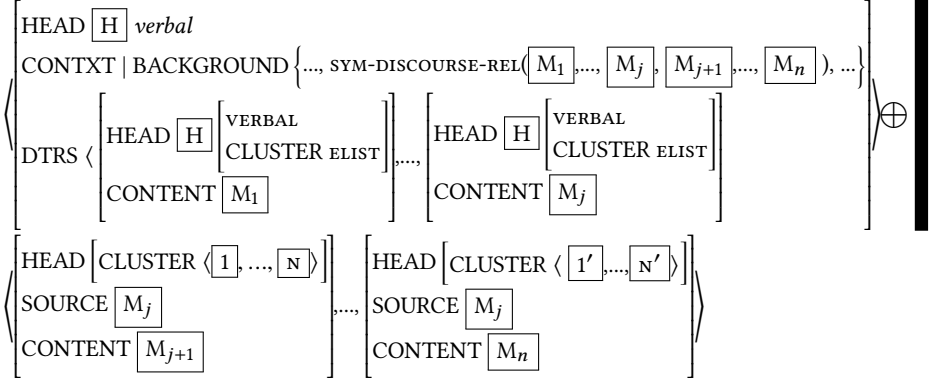 HEAD H verbal
CONTXT | BACKGROUND {..., SYM-DISCOURSE-REL( M1 ,..., Mj , Mj+1 ,..., Mn ), ...}
DTRS ⟨ [HEAD H [VERBAL CLUSTER ELIST] CONTENT M1 ],..., [HEAD H [VERBAL CLUSTER ELIST] CONTENT Mj ] ⊕
HEAD [CLUSTER ⟨ 1 , ..., N ⟩] ,..., HEAD [CLUSTER ⟨ 1′ ,..., N′ ⟩]
SOURCE Mj SOURCE Mj
CONTENT Mj+1 CONTENT Mn